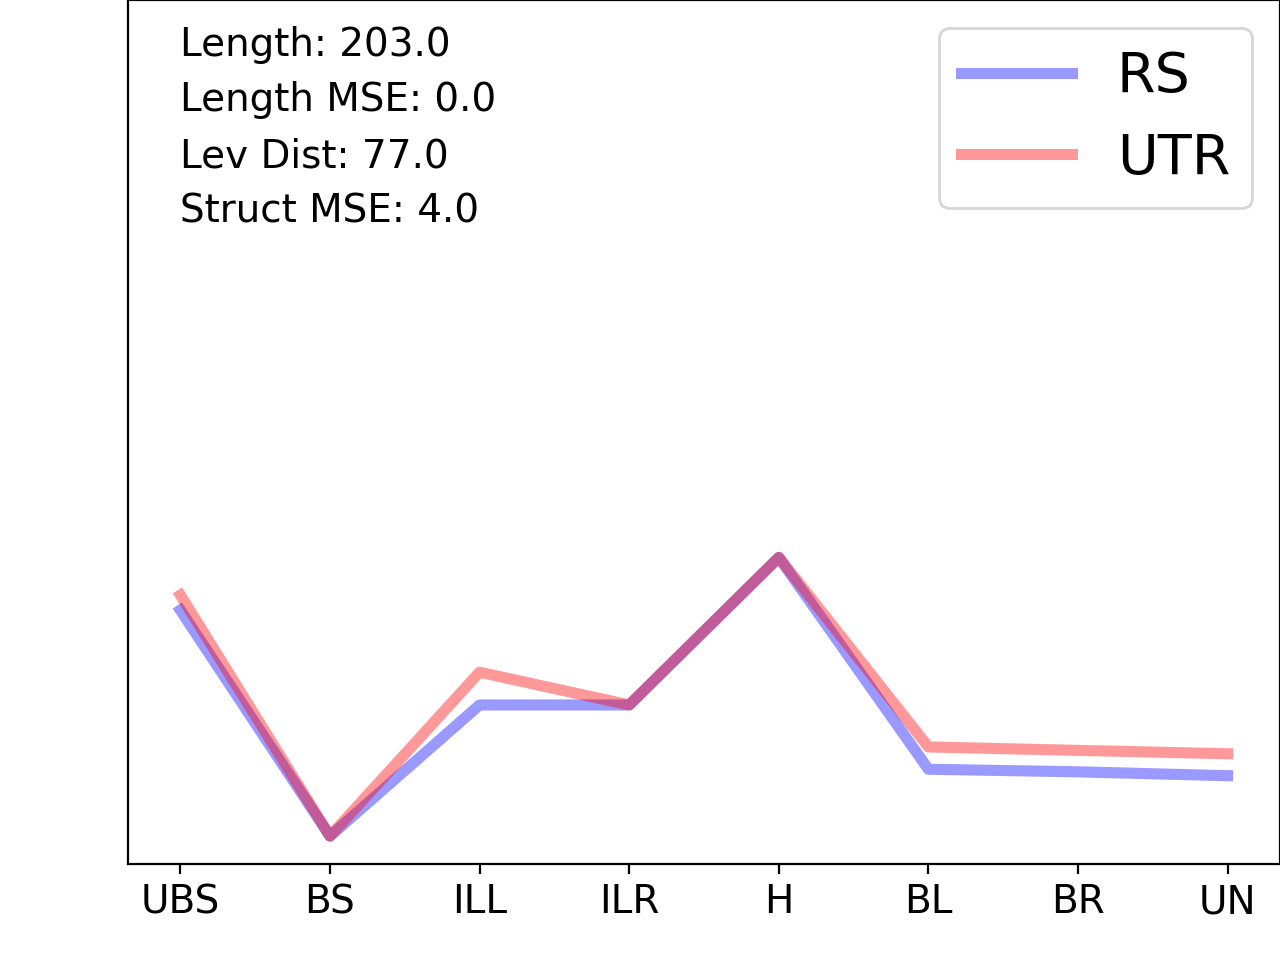 Length: 203.0
Length MSE: 0.0
Lev Dist: 77.0
Struct MSE: 4.0
RS
UTR
UBS BS ILL ILR H BL BR UN